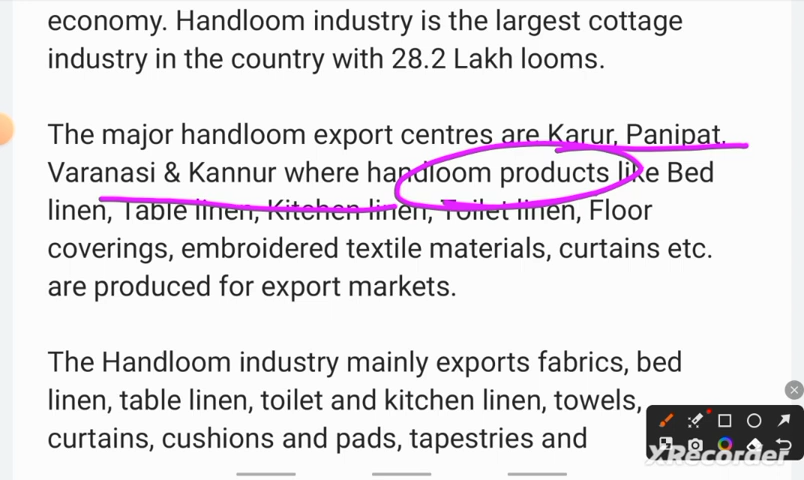 economy. Handloom industry is the largest cottage
industry in the country with 28.2 Lakh looms.
The major handloom export centres are Karur, Panipat,
Varanasi & Kannur where handloom products like Bed
linen, Table linen, Kitchen linen, Toilet linen, Floor
coverings, embroidered textile materials, curtains etc.
are produced for export markets.
The Handloom industry mainly exports fabrics, bed
linen, table linen, toilet and kitchen linen, towels,
curtains, cushions and pads, tapestries and
XRecorder